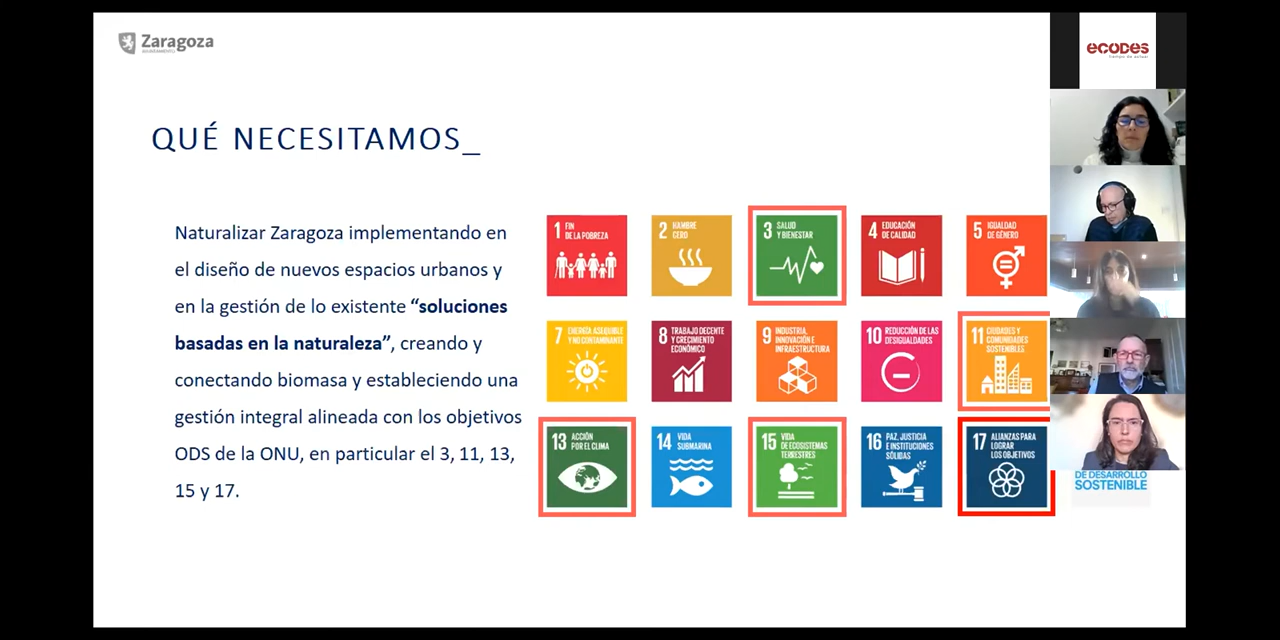 Zaragoza
AYUNTAMIENTO
ecodes
tiempo de actuar
QUÉ NECESITAMOS_
Naturalizar Zaragoza implementando en
el diseño de nuevos espacios urbanos y
en la gestión de lo existente “soluciones
basadas en la naturaleza”, creando y
conectando biomasa y estableciendo una
gestión integral alineada con los objetivos
ODS de la ONU, en particular el 3, 11, 13,
15 y 17.
1 FIN
DE LA POBREZA
2 HAMBRE
CERO
3 SALUD
Y BIENESTAR
4 EDUCACIÓN
DE CALIDAD
5 IGUALDAD
DE GÉNERO
7 ENERGÍA ASEQUIBLE
Y NO CONTAMINANTE
8 TRABAJO DECENTE
Y CRECIMIENTO
ECONÓMICO
9 INDUSTRIA,
INNOVACIÓN E
INFRAESTRUCTURA
10 REDUCCIÓN DE LAS
DESIGUALDADES
11 CIUDADES Y
COMUNIDADES
SOSTENIBLES
13 ACCIÓN
POR EL CLIMA
14 VIDA
SUBMARINA
15 VIDA
DE ECOSISTEMAS
TERRESTRES
16 PAZ, JUSTICIA
E INSTITUCIONES
SÓLIDAS
17 ALIANZAS PARA
LOGRAR
LOS OBJETIVOS
DE DESARROLLO
SOSTENIBLE